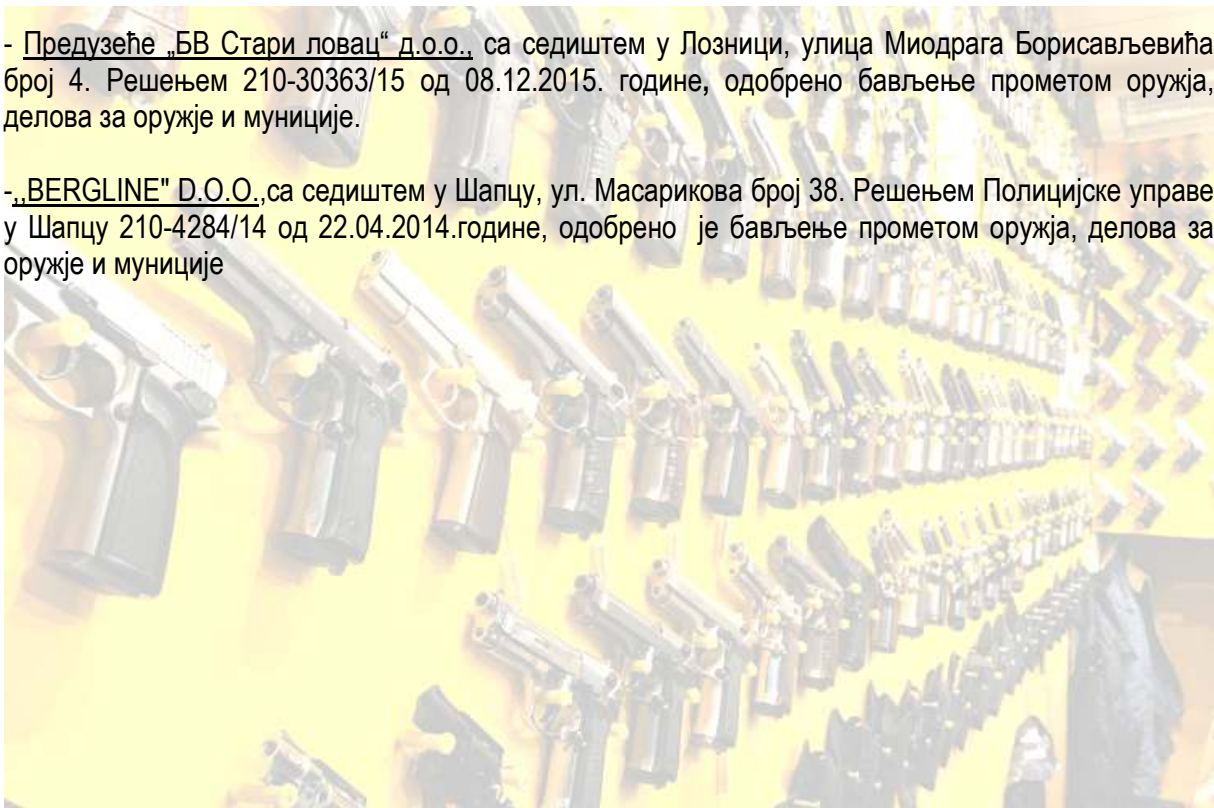 - Предузеће „БВ Стари ловац“ д.о.о., са седиштем у Лозници, улица Миодрага Борисављевића
број 4. Решењем 210-30363/15 од 08.12.2015. године, одобрено бављење прометом оружја,
делова за оружје и муниције.
-,,BERGLINE" D.O.O.,са седиштем у Шапцу, ул. Масарикова број 38. Решењем Полицијске управе
у Шапцу 210-4284/14 од 22.04.2014.године, одобрено је бављење прометом оружја, делова за
оружје и муниције